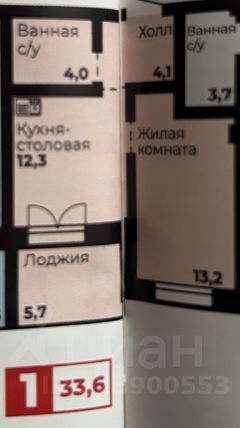 Ванная
с/у
4,0
Холл
4,1
Ванная
с/у
3,7
Кухня-
столовая
12,3
Жилая
комната
13,2
Лоджия
5,7
1 33,6
циан
7900553